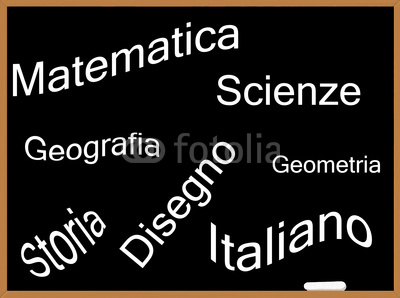 Matematica
Scienze
Geografia
fotolia
Geometria
Storia
Disegno
Italiano